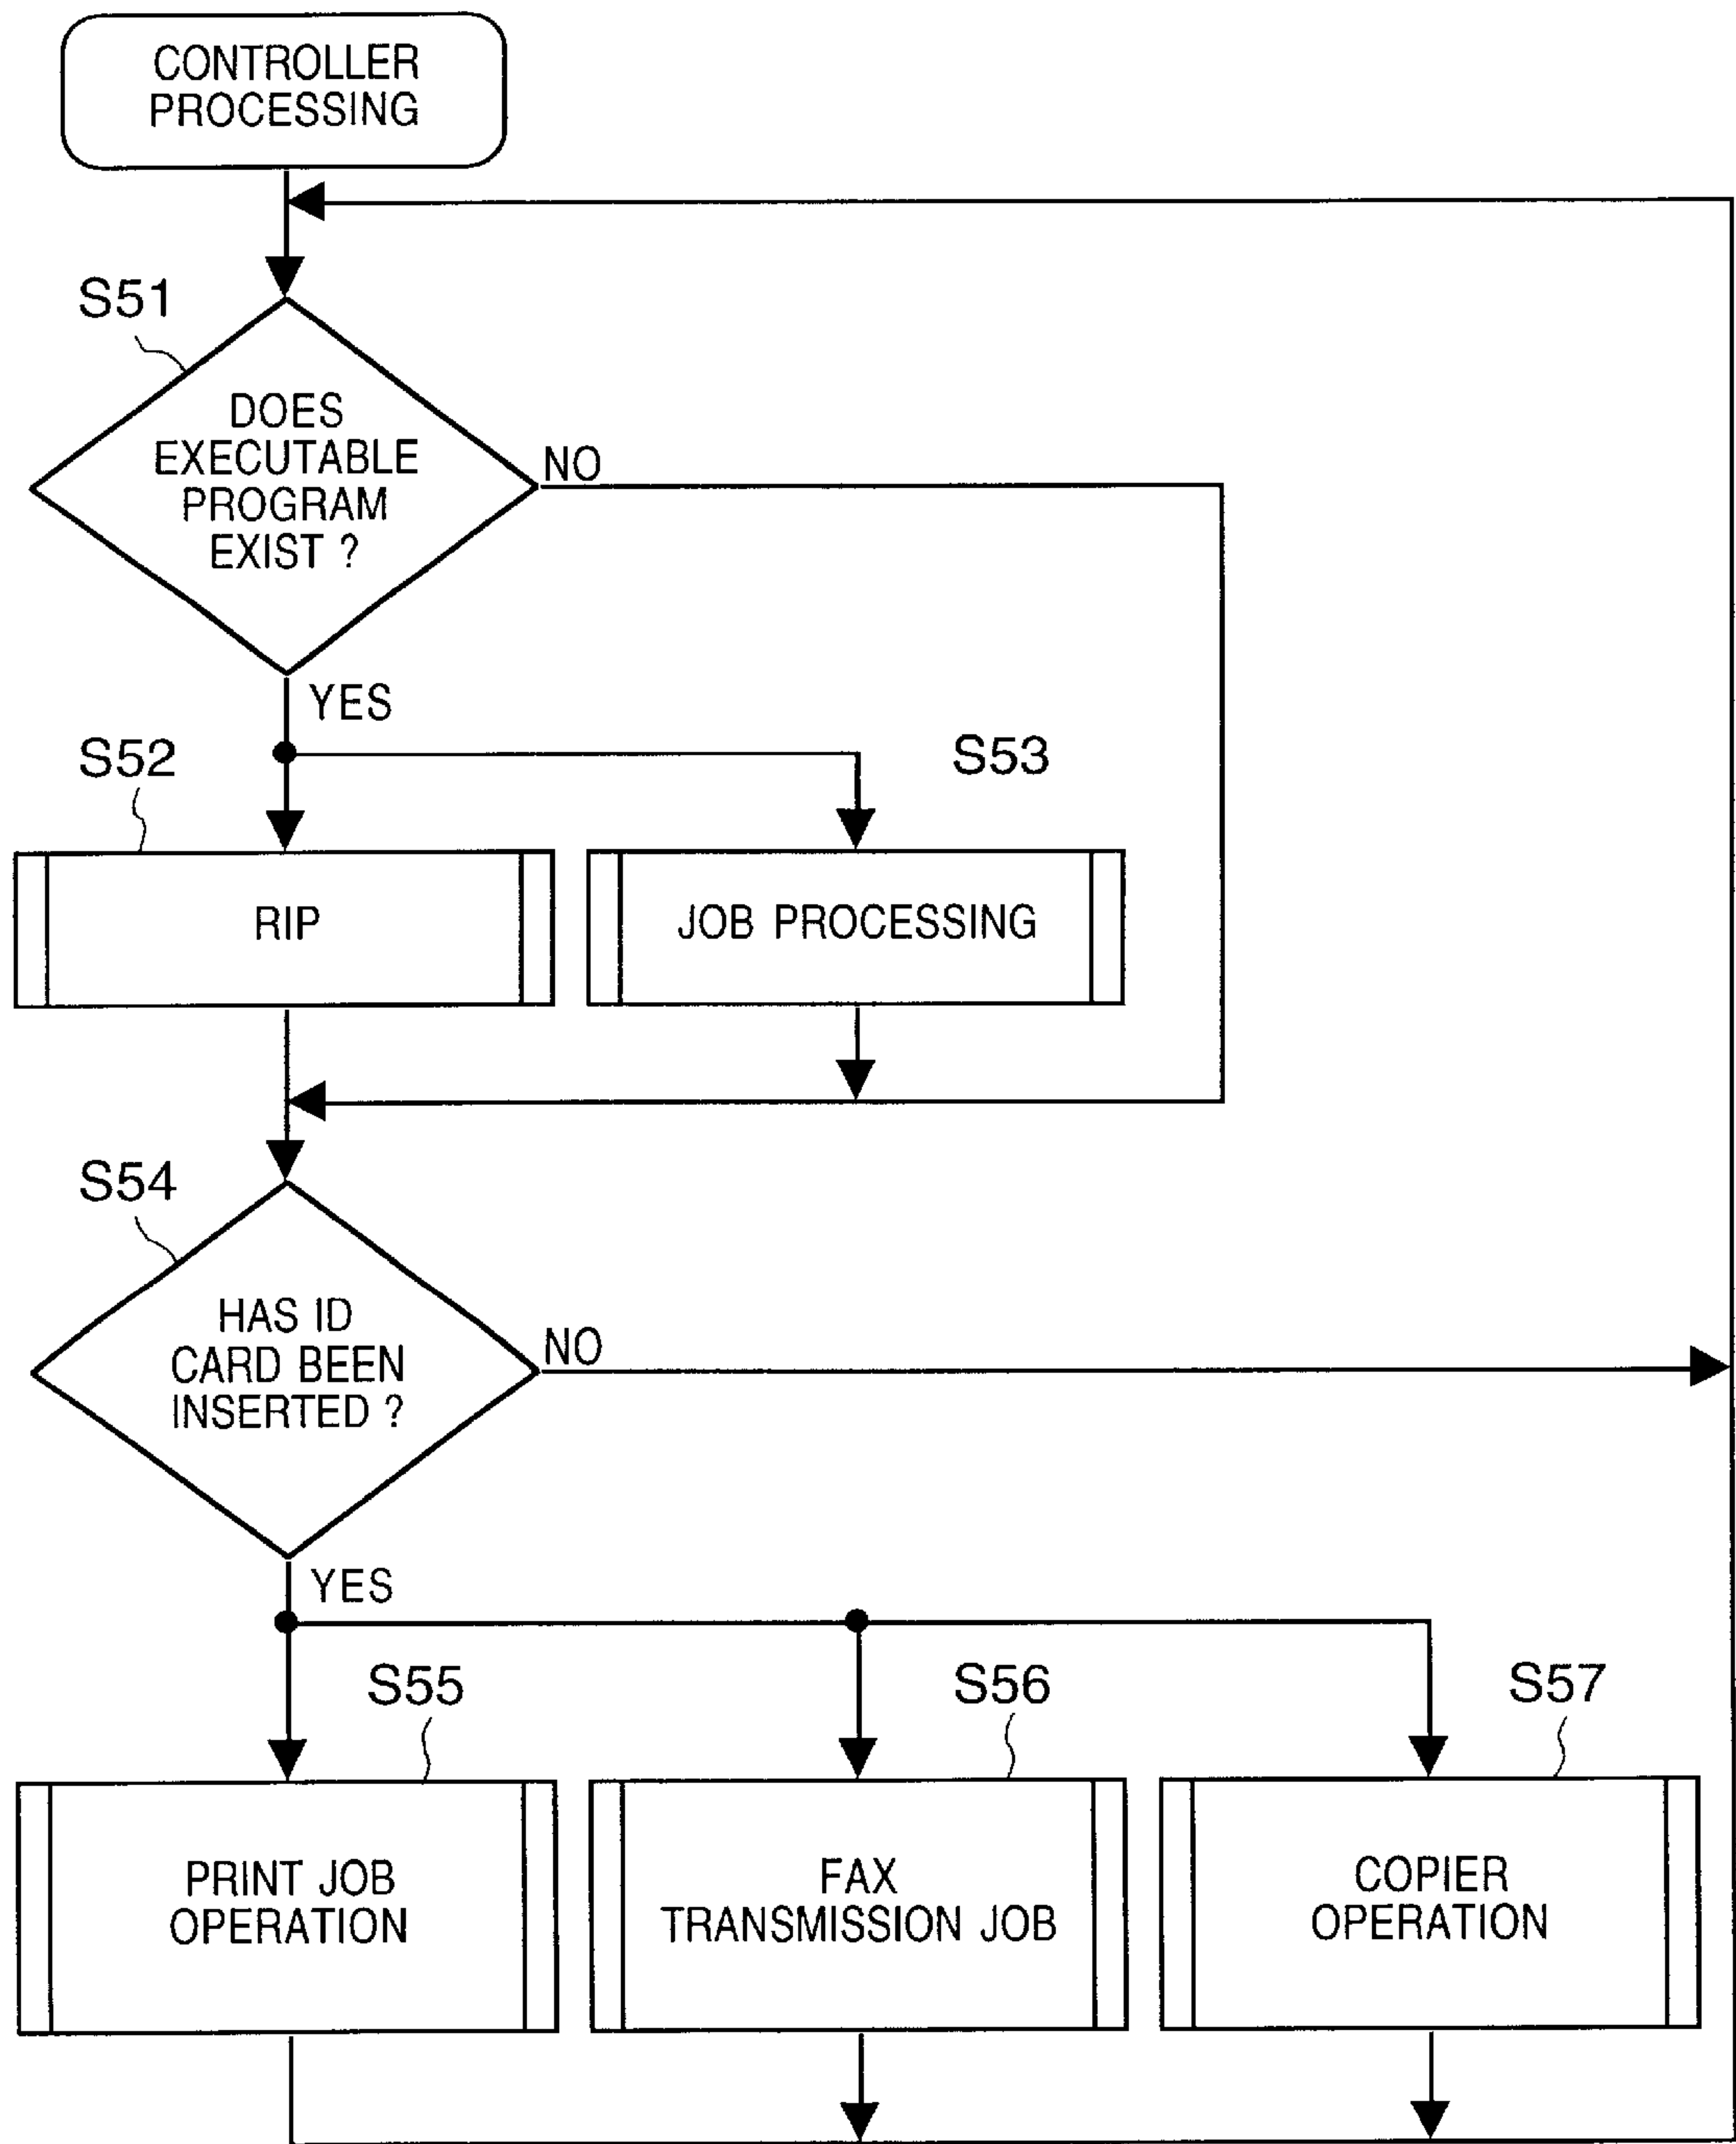 CONTROLLER
PROCESSING
S51
DOES
EXECUTABLE
PROGRAM
EXIST ?
NO
YES
S52
S53
RIP
JOB PROCESSING
S54
HAS ID
CARD BEEN
INSERTED ?
NO
YES
S55
S56
S57
PRINT JOB
OPERATION
FAX
TRANSMISSION JOB
COPIER
OPERATION